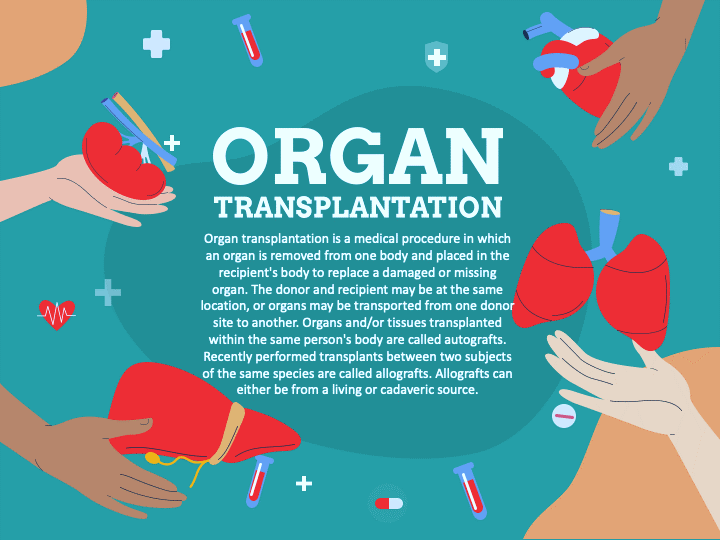 ORGAN
TRANSPLANTATION
Organ transplantation is a medical procedure in which
an organ is removed from one body and placed in the
recipient's body to replace a damaged or missing
organ. The donor and recipient may be at the same
location, or organs may be transported from one donor
site to another. Organs and/or tissues transplanted
within the same person's body are called autografts.
Recently performed transplants between two subjects
of the same species are called allografts. Allografts can
either be from a living or cadaveric source.